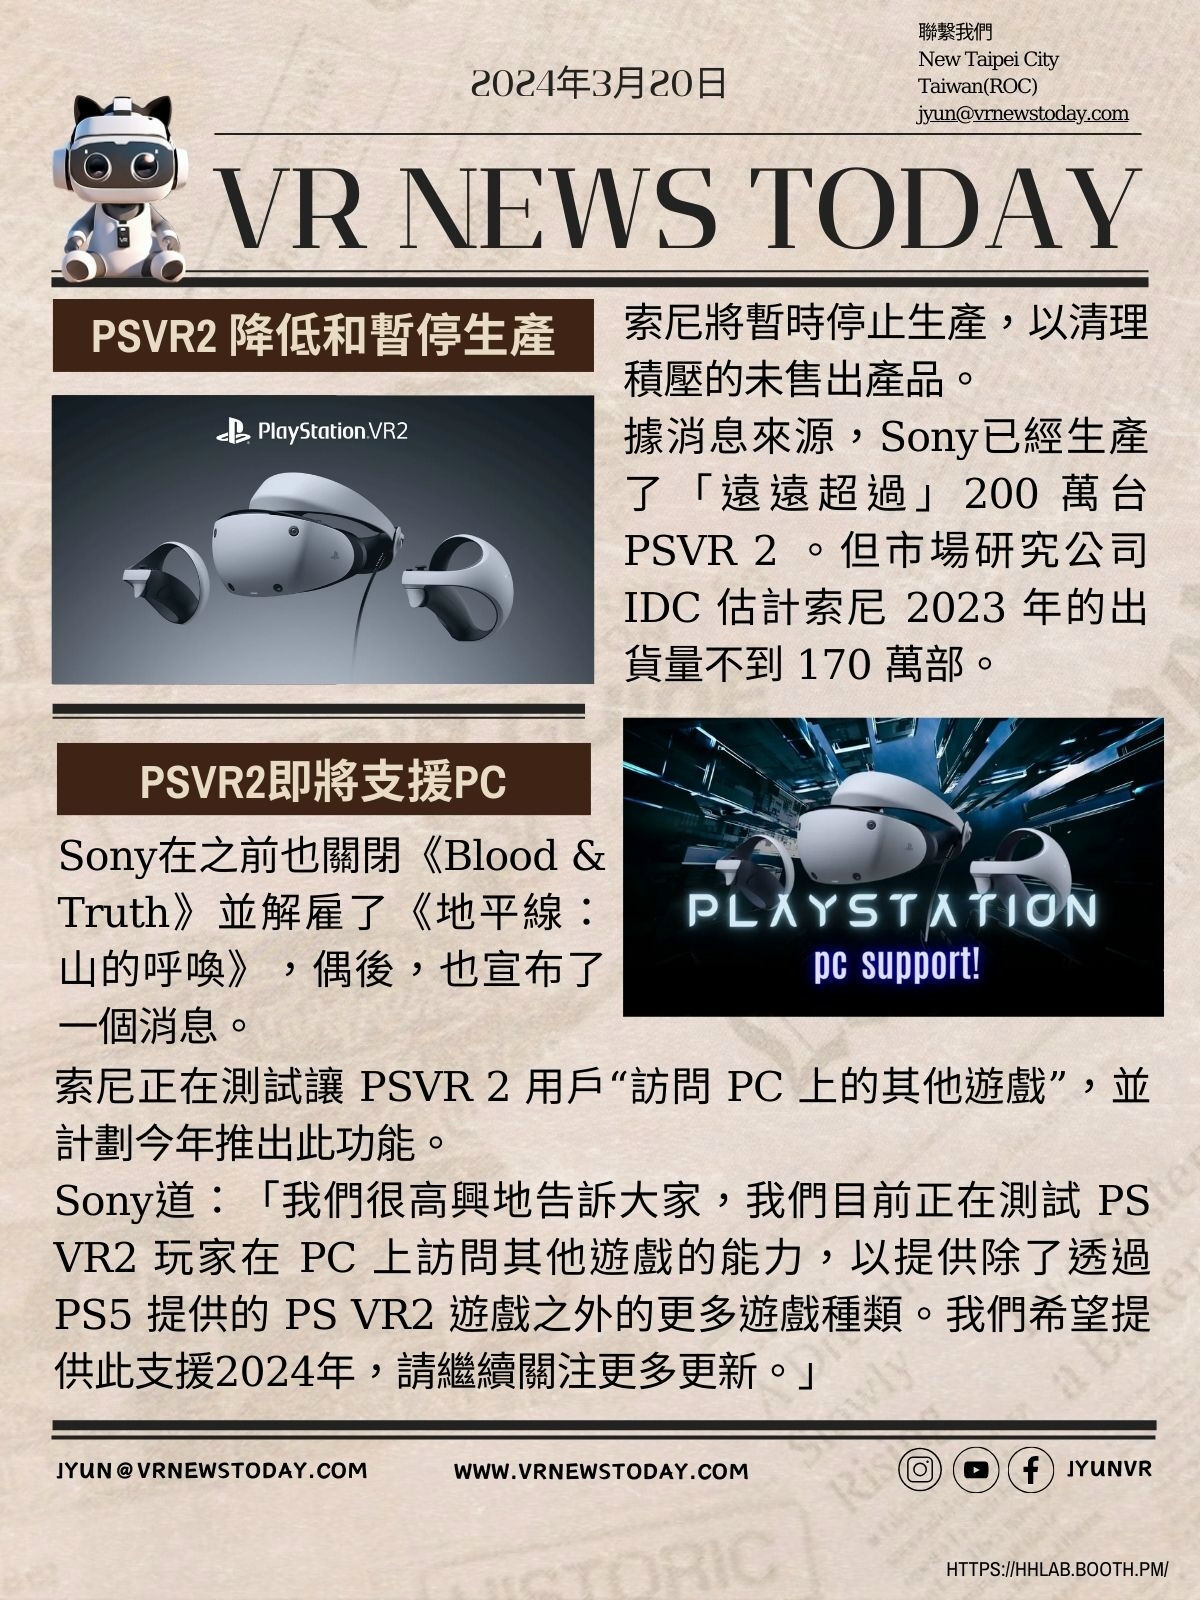 聯繫我們
New Taipei City
Taiwan(ROC)
jyun@vrnewstoday.com
2024年3月20日
VR NEWS TODAY
PSVR2 降低和暫停生產
PlayStation VR2
索尼將暫時停止生產，以清理
積壓的未售出產品。
據消息來源，Sony已經生產
了「遠遠超過」200 萬台
PSVR 2 。但市場研究公司
IDC 估計索尼 2023 年的出
貨量不到 170 萬部。
PSVR2即將支援PC
Sony在之前也關閉《Blood &
Truth》並解雇了《地平線：
山的呼喚》，偶後，也宣布了
一個消息。
PLAYSTATION
pc support!
索尼正在測試讓 PSVR 2 用戶“訪問 PC 上的其他遊戲”，並
計劃今年推出此功能。
Sony道：「我們很高興地告訴大家，我們目前正在測試 PS
VR2 玩家在 PC 上訪問其他遊戲的能力，以提供除了透過
PS5 提供的 PS VR2 遊戲之外的更多遊戲種類。我們希望提
供此支援2024年，請繼續關注更多更新。」
JYUN@VRNEWSTODAY.COM
WWW.VRNEWSTODAY.COM
JYUNVR
HISTORIC
HTTPS://HHLAB.BOOTH.PM/